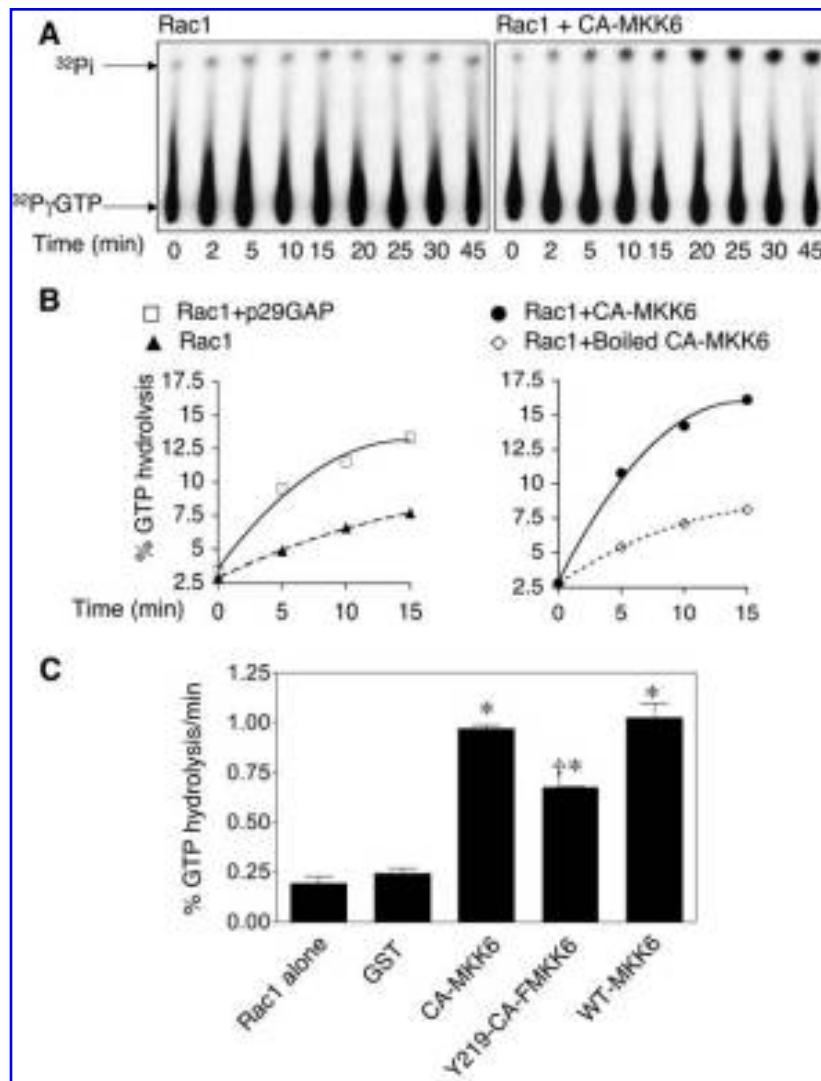 A
Rac1
Rac1 + CA-MKK6
32Pi
32PγGTP
Time (min)
0 2 5 10 15 20 25 30 45
0 2 5 10 15 20 25 30 45
B
□ Rac1+p29GAP
▲ Rac1
● Rac1+CA-MKK6
◇ Rac1+Boiled CA-MKK6
% GTP hydrolysis
17.5
15
12.5
10
7.5
5
2.5
17.5
15
12.5
10
7.5
5
2.5
Time (min)
0 5 10 15
0 5 10 15
C
% GTP hydrolysis/min
1.25
1.00
0.75
0.50
0.25
0.00
*
‡*
*
Rac1 alone
GST
CA-MKK6
Y219-CA-FMKK6
WT-MKK6